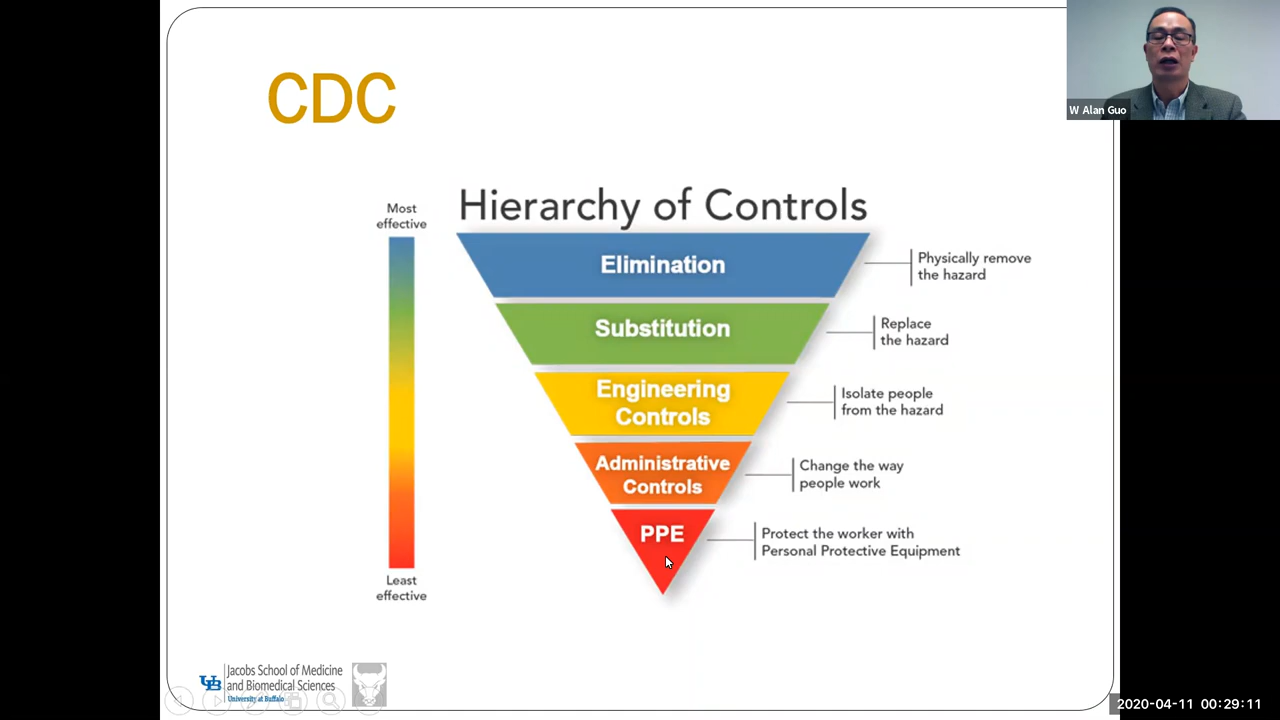 CDC
W Alan Guo
Hierarchy of Controls
Most
effective
Elimination
Physically remove
the hazard
Substitution
Replace
the hazard
Engineering
Controls
Isolate people
from the hazard
Administrative
Controls
Change the way
people work
PPE
Protect the worker with
Personal Protective Equipment
Least
effective
UB
Jacobs School of Medicine
and Biomedical Sciences
University at Buffalo
2020-04-11 00:29:11